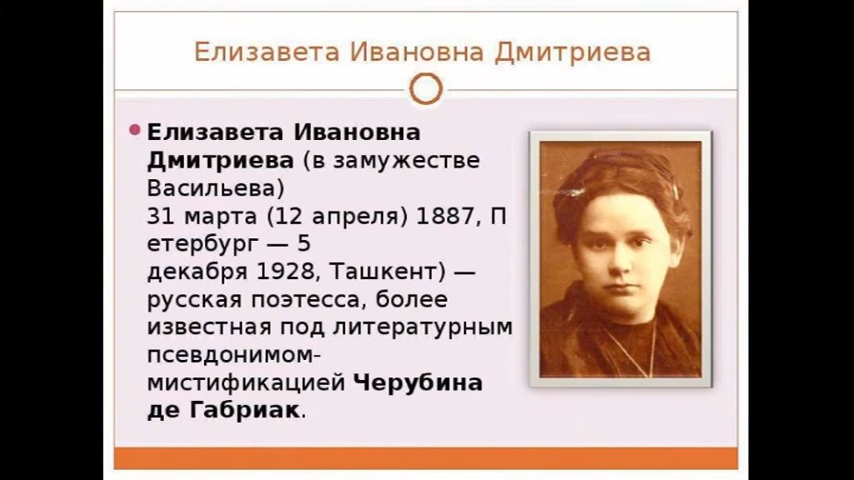 Елизавета Ивановна Дмитриева
Елизавета Ивановна
Дмитриева (в замужестве
Васильева)
31 марта (12 апреля) 1887, П
етербург — 5
декабря 1928, Ташкент) —
русская поэтесса, более
известная под литературным
псевдонимом-
мистификацией Черубина
де Габриак.